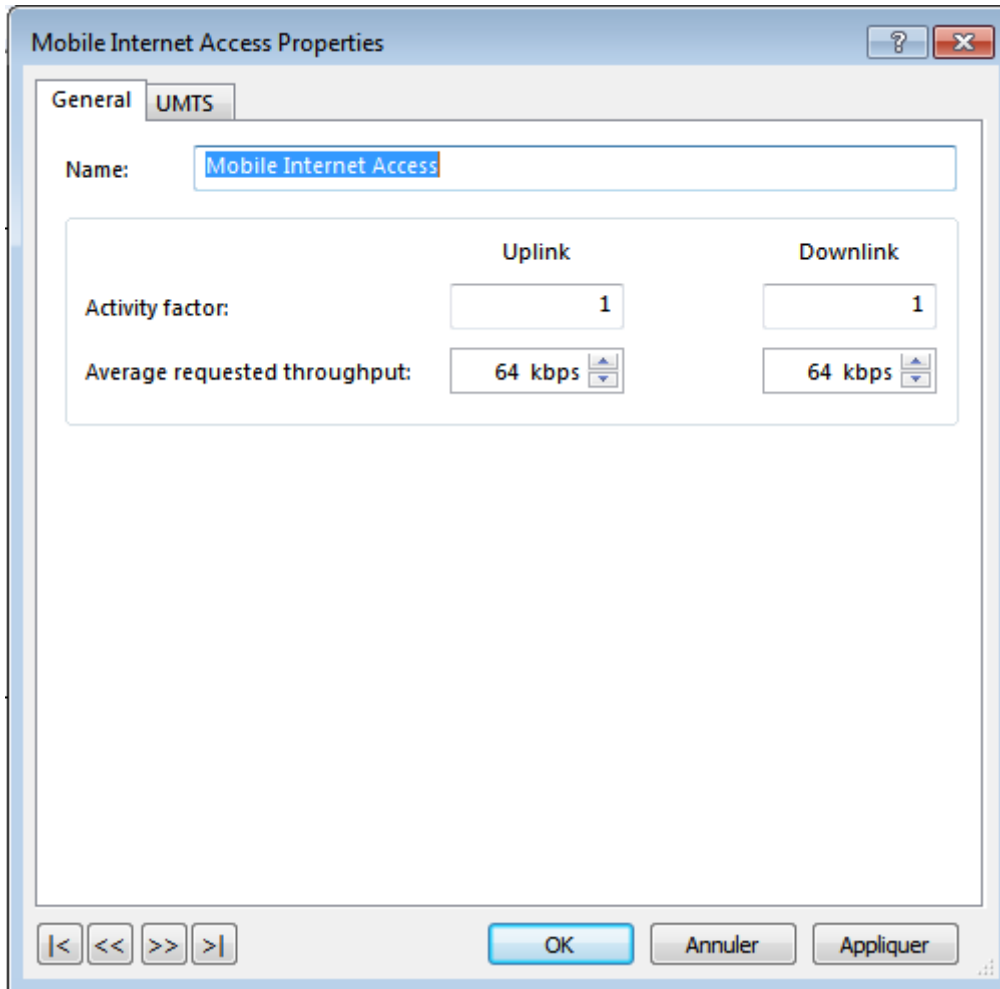 Mobile Internet Access Properties
General UMTS
Name: Mobile Internet Access
Uplink Downlink
Activity factor: 1 1
Average requested throughput: 64 kbps 64 kbps
|< << >> >| OK Annuler Appliquer